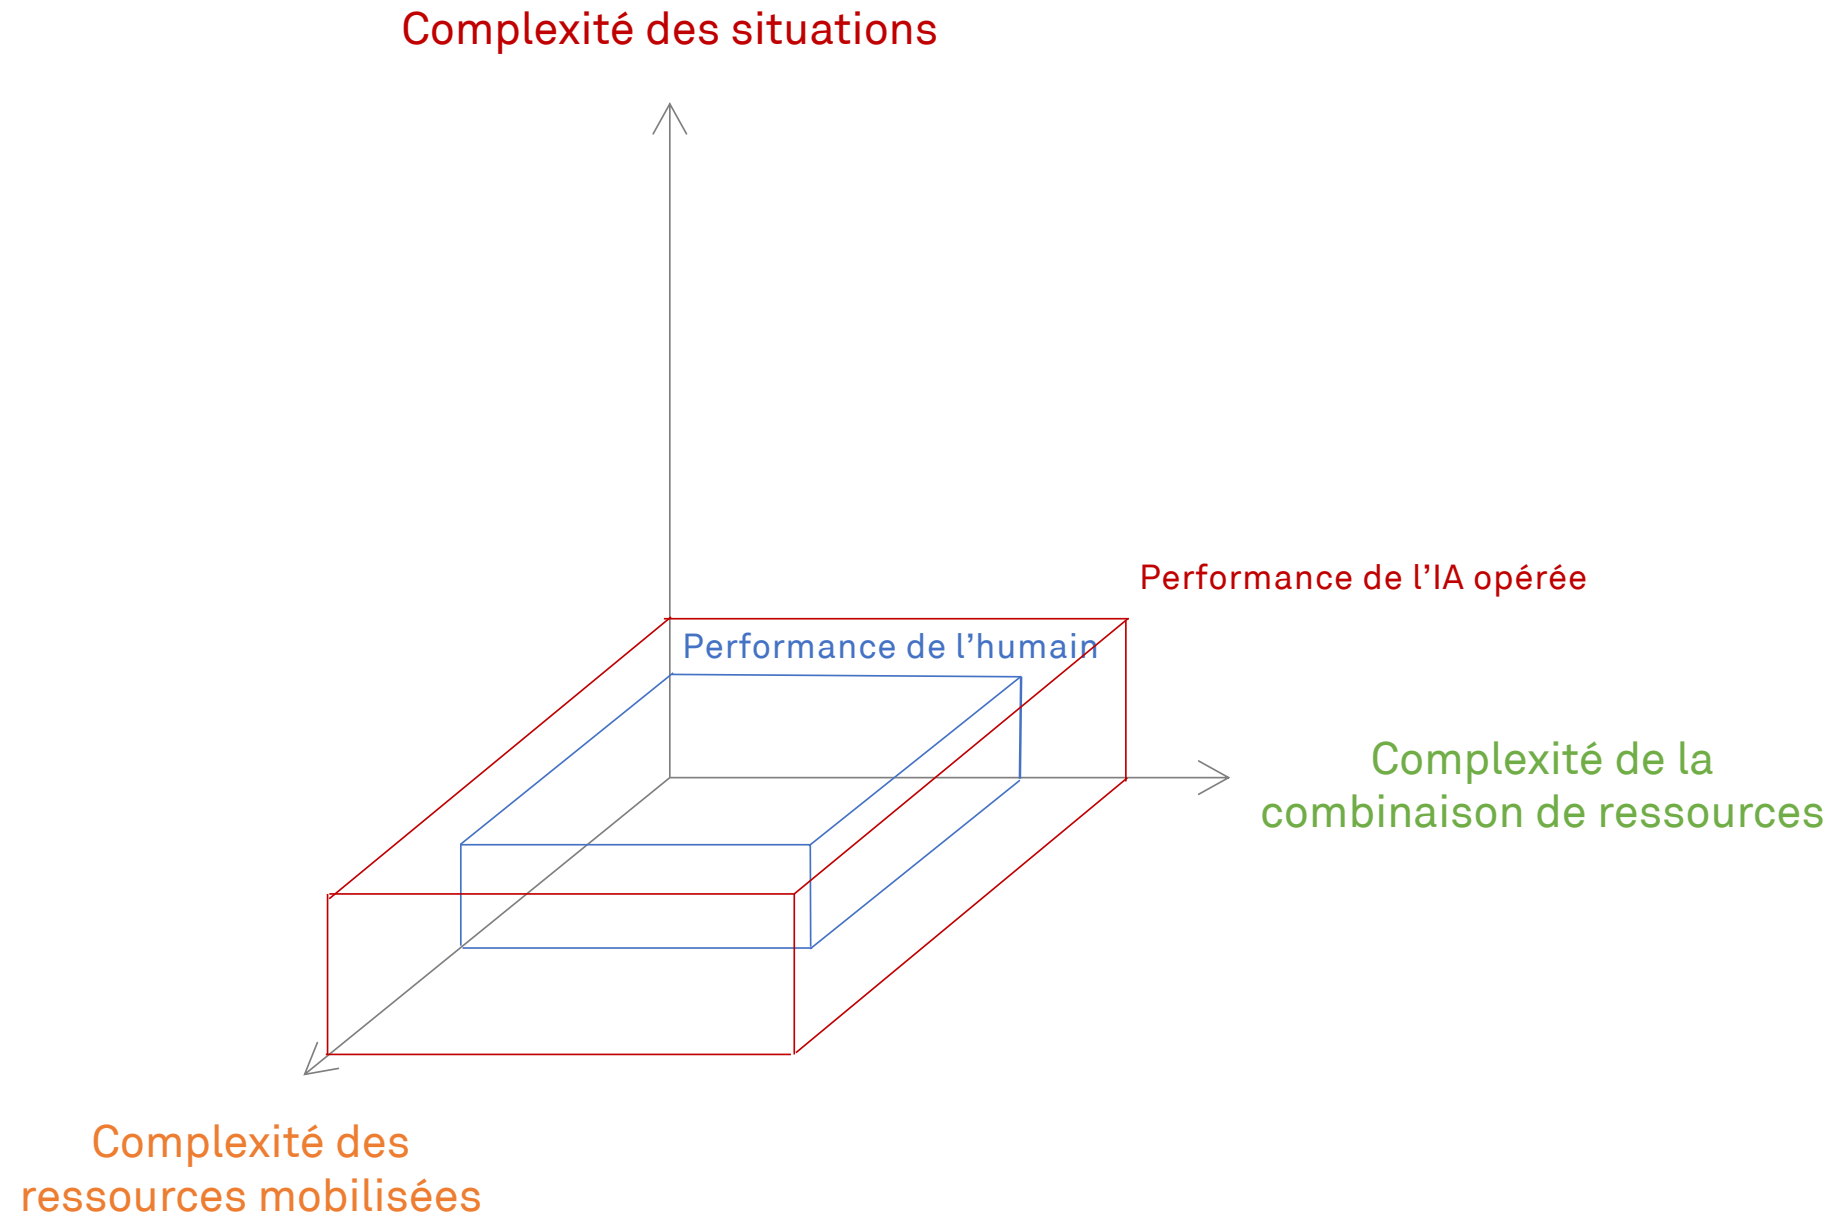 Complexité des situations
Performance de l’IA opérée
Performance de l’humain
Complexité de la
combinaison de ressources
Complexité des
ressources mobilisées